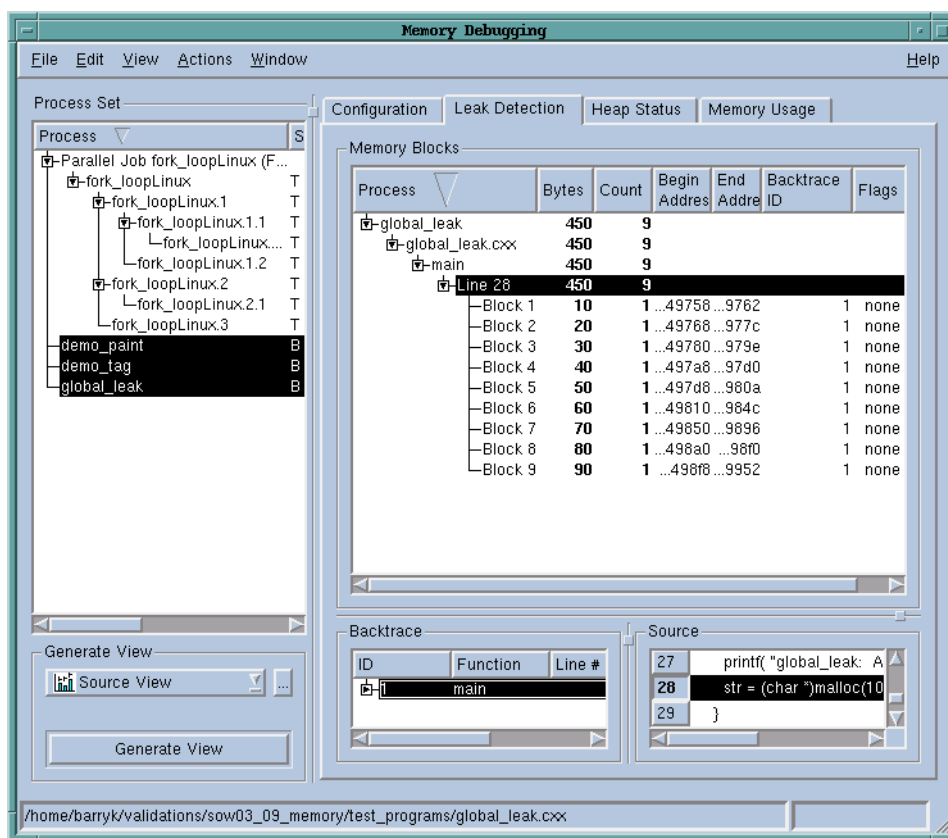 Memory Debugging
File Edit View Actions Window Help
Process Set
Process S
Parallel Job fork_loopLinux (F...
fork_loopLinux T
fork_loopLinux.1 T
fork_loopLinux.1.1 T
fork_loopLinux.... T
fork_loopLinux.1.2 T
fork_loopLinux.2 T
fork_loopLinux.2.1 T
fork_loopLinux.3 T
demo_paint B
demo_tag B
global_leak B
Generate View
Source View ...
Generate View
Configuration Leak Detection Heap Status Memory Usage
Memory Blocks
Process Bytes Count Begin Addres End Addre Backtrace ID Flags
global_leak 450 9
global_leak.cxx 450 9
main 450 9
Line 28 450 9
Block 1 10 1 ...49758 ...9762 1 none
Block 2 20 1 ...49768 ...977c 1 none
Block 3 30 1 ...49780 ...979e 1 none
Block 4 40 1 ...497a8 ...97d0 1 none
Block 5 50 1 ...497d8 ...980a 1 none
Block 6 60 1 ...49810 ...984c 1 none
Block 7 70 1 ...49850 ...9896 1 none
Block 8 80 1 ...498a0 ...98f0 1 none
Block 9 90 1 ...498f8 ...9952 1 none
Backtrace
ID Function Line #
1 main
Source
27 printf( "global_leak: A
28 str = (char *)malloc(10
29 }
/home/barryk/validations/sow03_09_memory/test_programs/global_leak.cxx